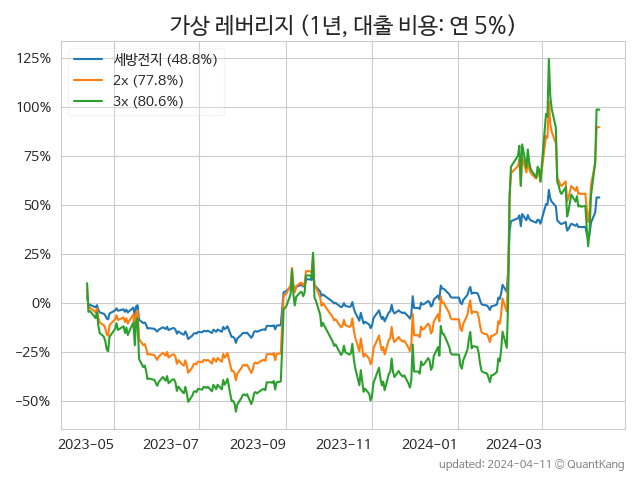 가상 레버리지 (1년, 대출 비용: 연 5%)
125%
100%
75%
50%
25%
0%
−25%
−50%
세방전지 (48.8%)
2x (77.8%)
3x (80.6%)
2023-05
2023-07
2023-09
2023-11
2024-01
2024-03
updated: 2024-04-11 © QuantKang